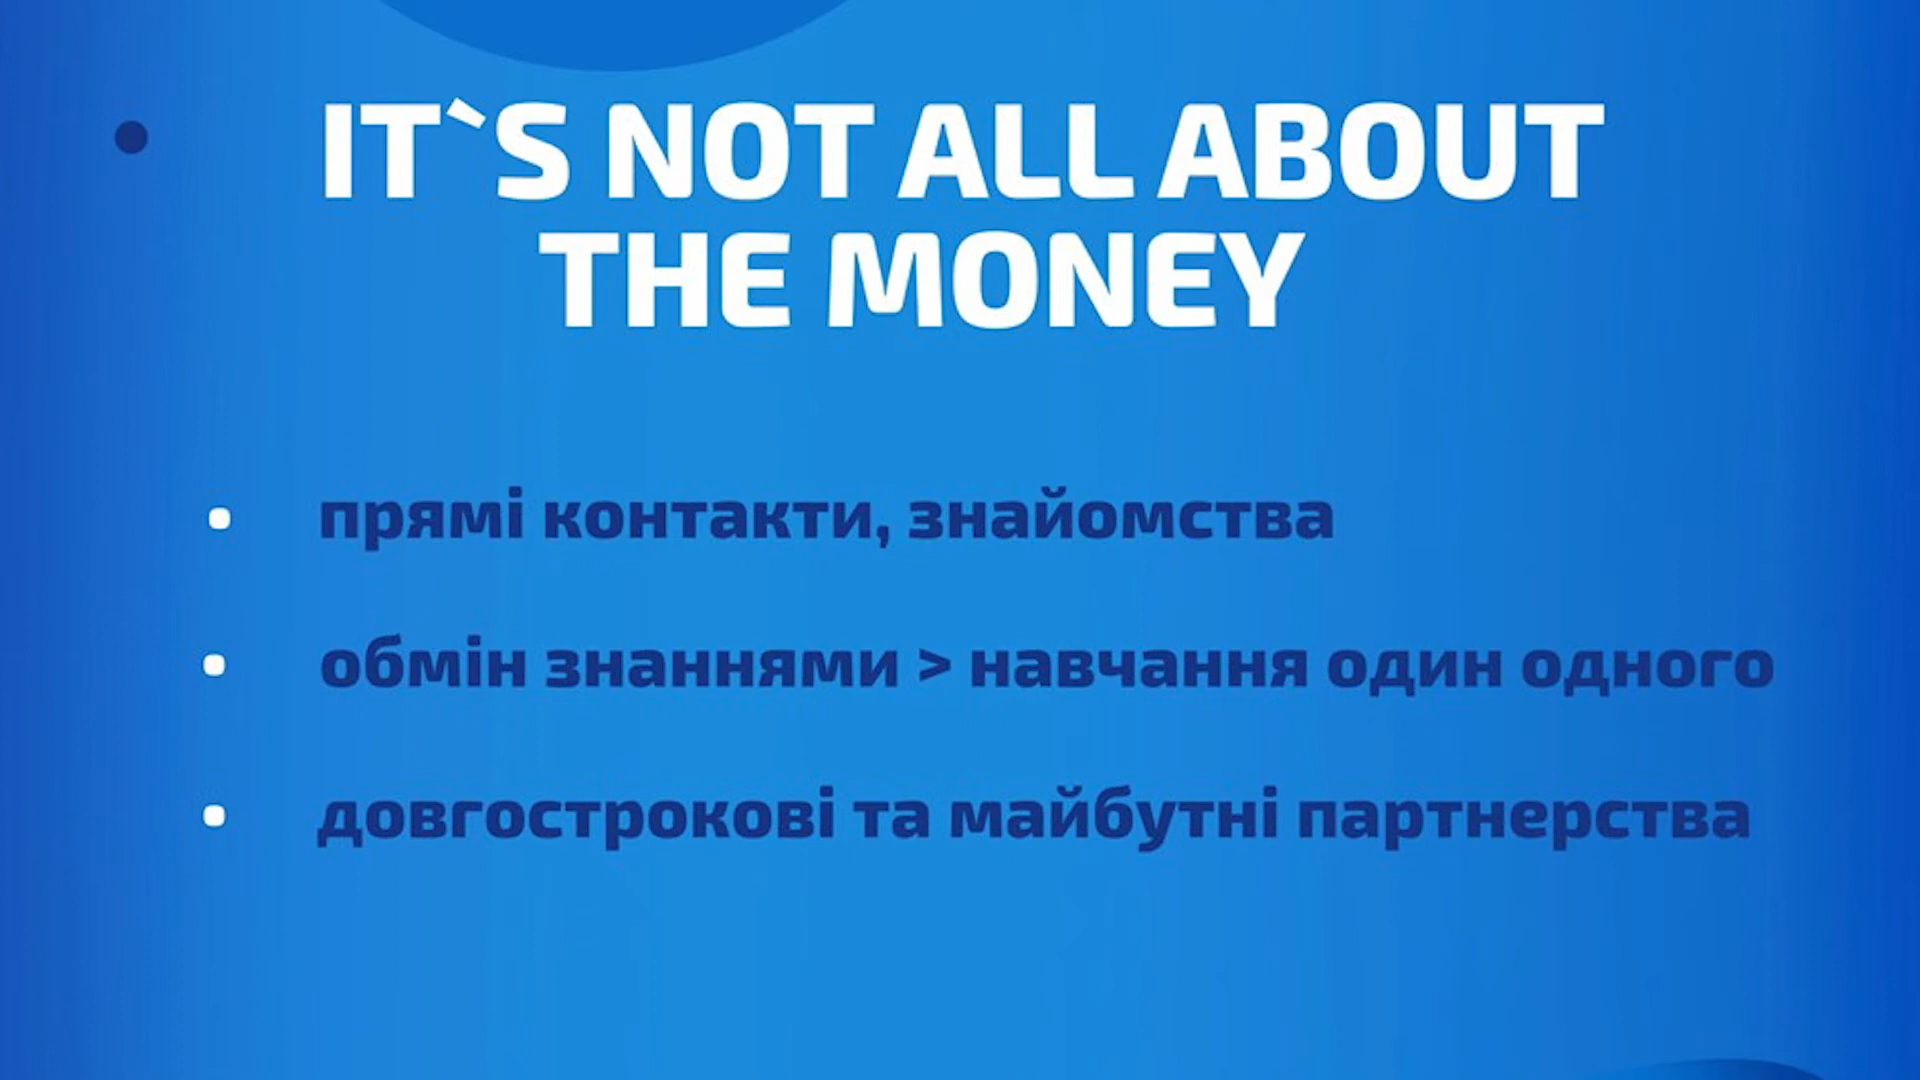 IT`S NOT ALL ABOUT
THE MONEY
прямі контакти, знайомства
обмін знаннями > навчання один одного
довгострокові та майбутні партнерства